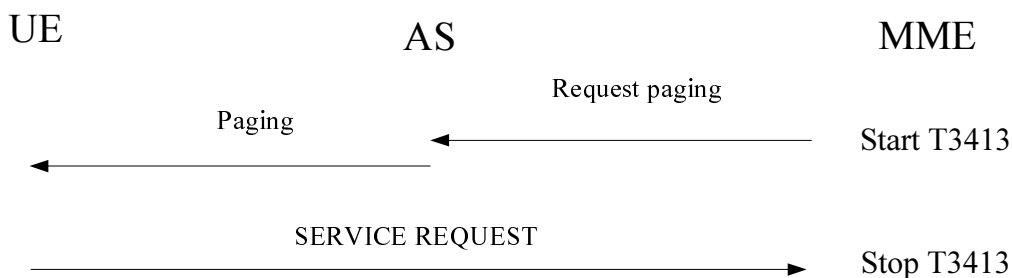 UE
AS
MME
Request paging
Paging
Start T3413
SERVICE REQUEST
Stop T3413